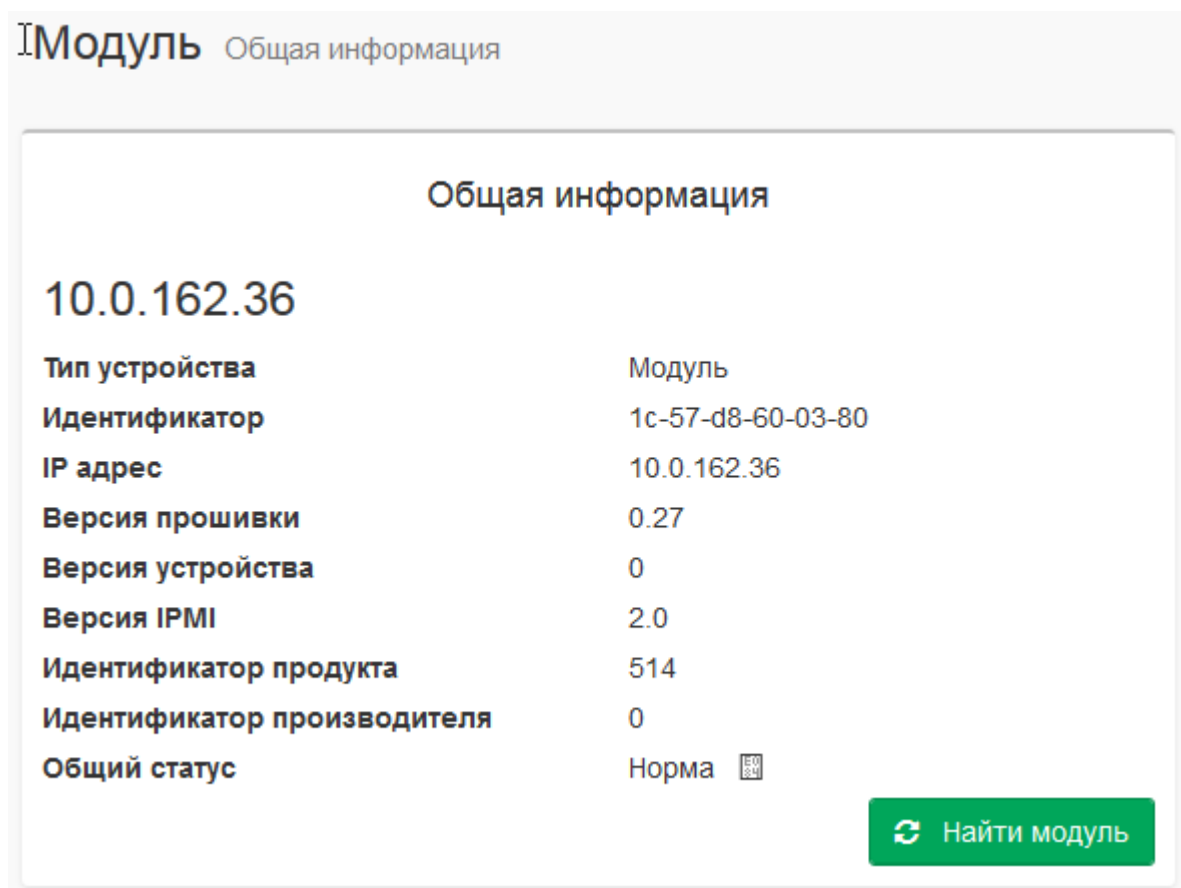 Модуль Общая информация
Общая информация
10.0.162.36
Тип устройства Модуль
Идентификатор 1c-57-d8-60-03-80
IP адрес 10.0.162.36
Версия прошивки 0.27
Версия устройства 0
Версия IPMI 2.0
Идентификатор продукта 514
Идентификатор производителя 0
Общий статус Норма
Найти модуль